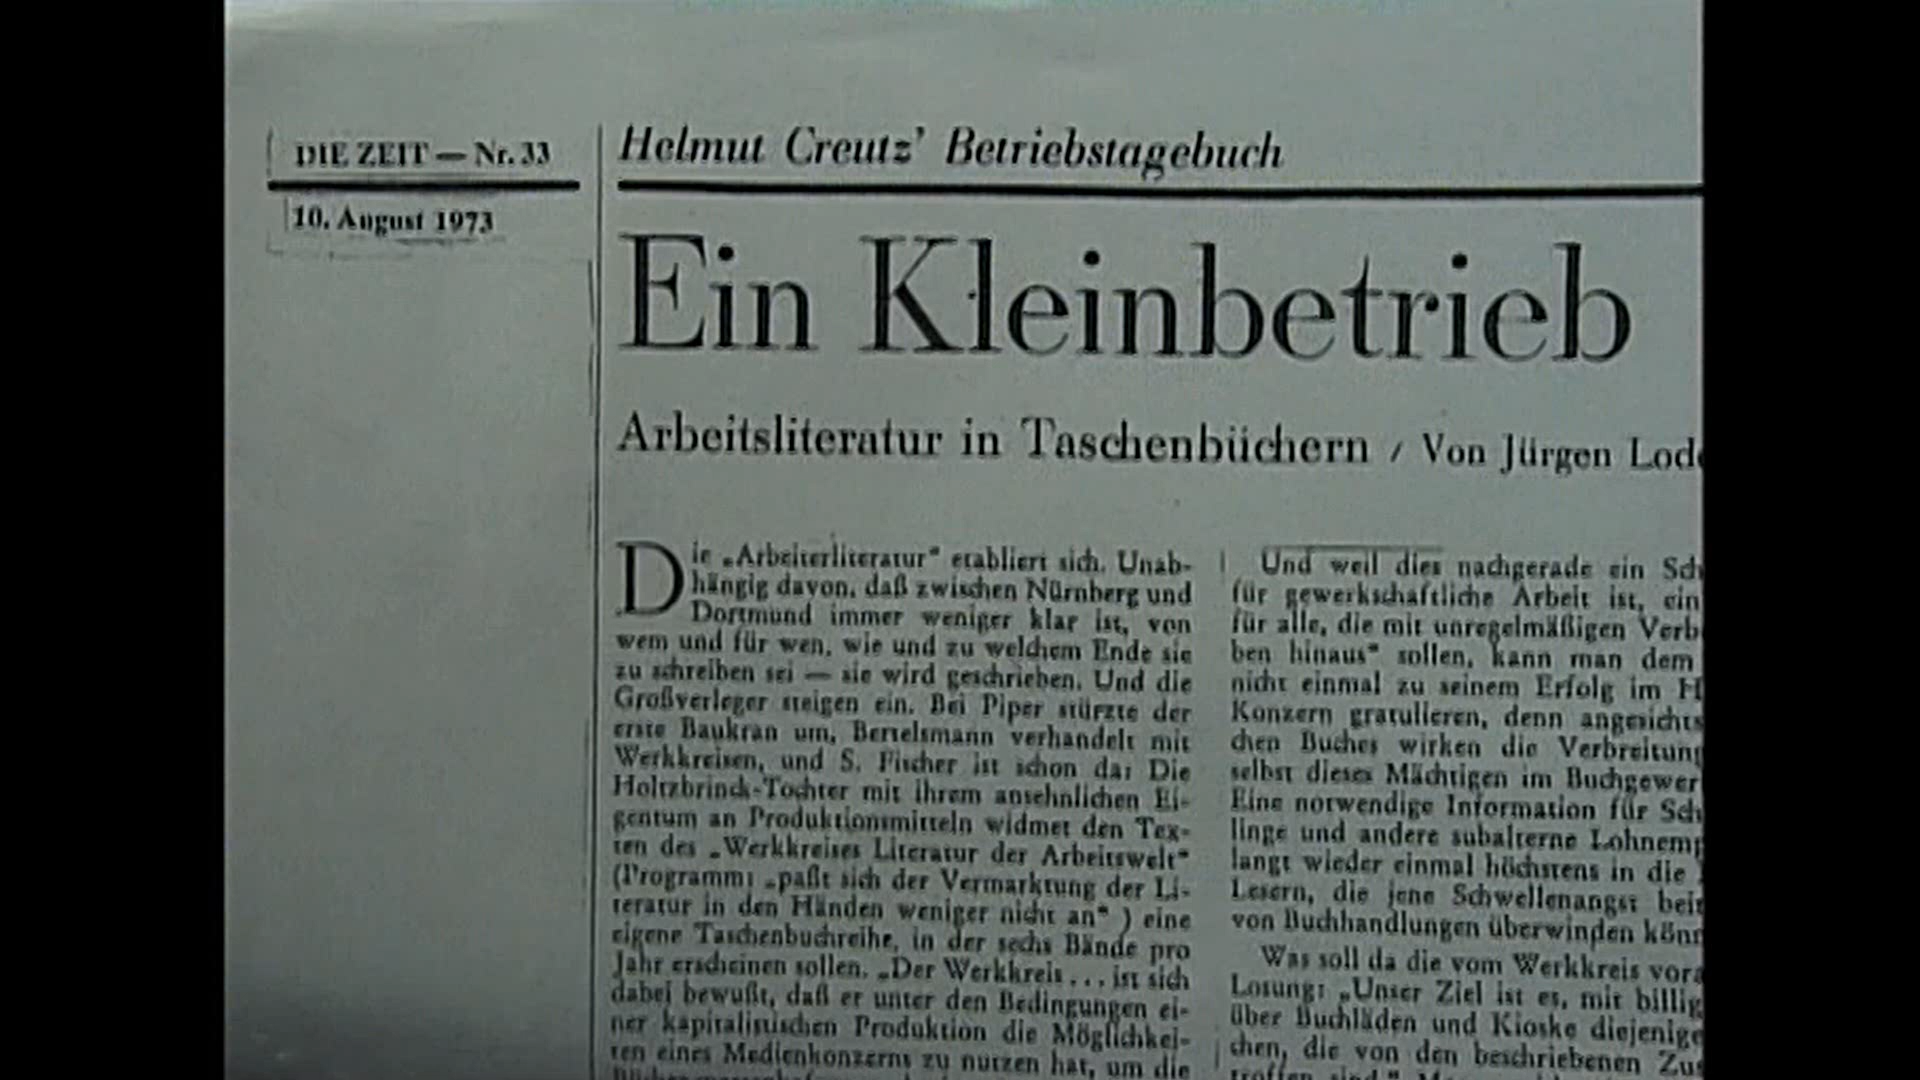 DIE ZEIT — Nr. 33
10. August 1973
Helmut Creutz' Betriebstagebuch
Ein Kleinbetrieb
Arbeitsliteratur in Taschenbüchern / Von Jürgen
Die „Arbeiterliteratur“ etabliert sich. Unab-
hängig davon, daß zwischen Nürnberg und
Dortmund immer weniger klar ist, von
wem und für wen, wie und zu welchem Ende sie
zu schreiben sei — sie wird geschrieben. Und die
Großverleger steigen ein. Bei Piper stürzte der
erste Baukran um, Bertelsmann verhandelt mit
Werkkreisen, und S. Fischer ist schon da: Die
Holtzbrinck-Tochter mit ihrem ansehnlichen Ei-
gentum an Produktionsmitteln widmet den Tex-
ten des „Werkkreises Literatur der Arbeitswelt“
(Programm: „paßt sich der Vermarktung der Li-
teratur in den Händen weniger nicht an“) eine
eigene Taschenbuchreihe, in der sechs Bände pro
Jahr erscheinen sollen. „Der Werkkreis . . . ist sich
dabei bewußt, daß er unter den Bedingungen ei-
ner kapitalistischen Produktion die Möglichkei-
ten eines Medienkonzerns zu nutzen hat, um die
Und weil dies nachgerade ein
für gewerkschaftliche Arbeit ist, ein
für alle, die mit unregelmäßigen
ben hinaus“ sollen, kann man dem
nicht einmal zu seinem Erfolg im
Konzern gratulieren, denn angesichts
chen Buches wirken die Verbreitung
selbst dieses Mächtigen im
Eine notwendige Information für
linge und andere subalterne
langt wieder einmal höchstens in die
Lesern, die jene Schwellenangst
von Buchhandlungen überwinden
Was soll da die vom Werkkreis
Losung: „Unser Ziel ist es, mit
über Buchläden und Kioske
chen, die von den beschriebenen